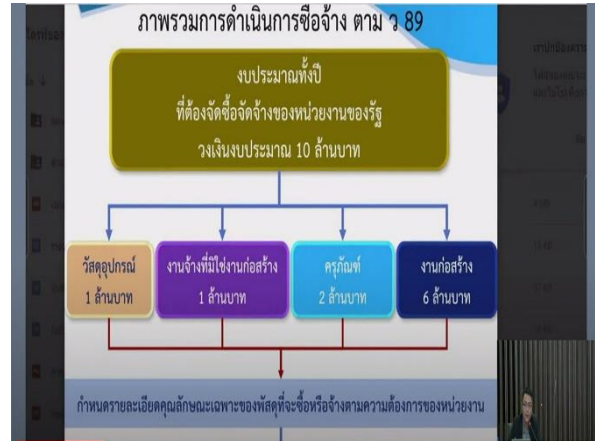 ภาพรวมการดำเนินการซื้อจ้าง ตาม ว 89
งบประมาณทั้งปี
ที่ต้องจัดซื้อจัดจ้างของหน่วยงานของรัฐ
วงเงินงบประมาณ 10 ล้านบาท
วัสดุอุปกรณ์
1 ล้านบาท
งานจ้างที่มิใช่งานก่อสร้าง
1 ล้านบาท
ครุภัณฑ์
2 ล้านบาท
งานก่อสร้าง
6 ล้านบาท
กำหนดรายละเอียดคุณลักษณะเฉพาะของพัสดุที่จะซื้อหรือจ้างตามความต้องการของหน่วยงาน